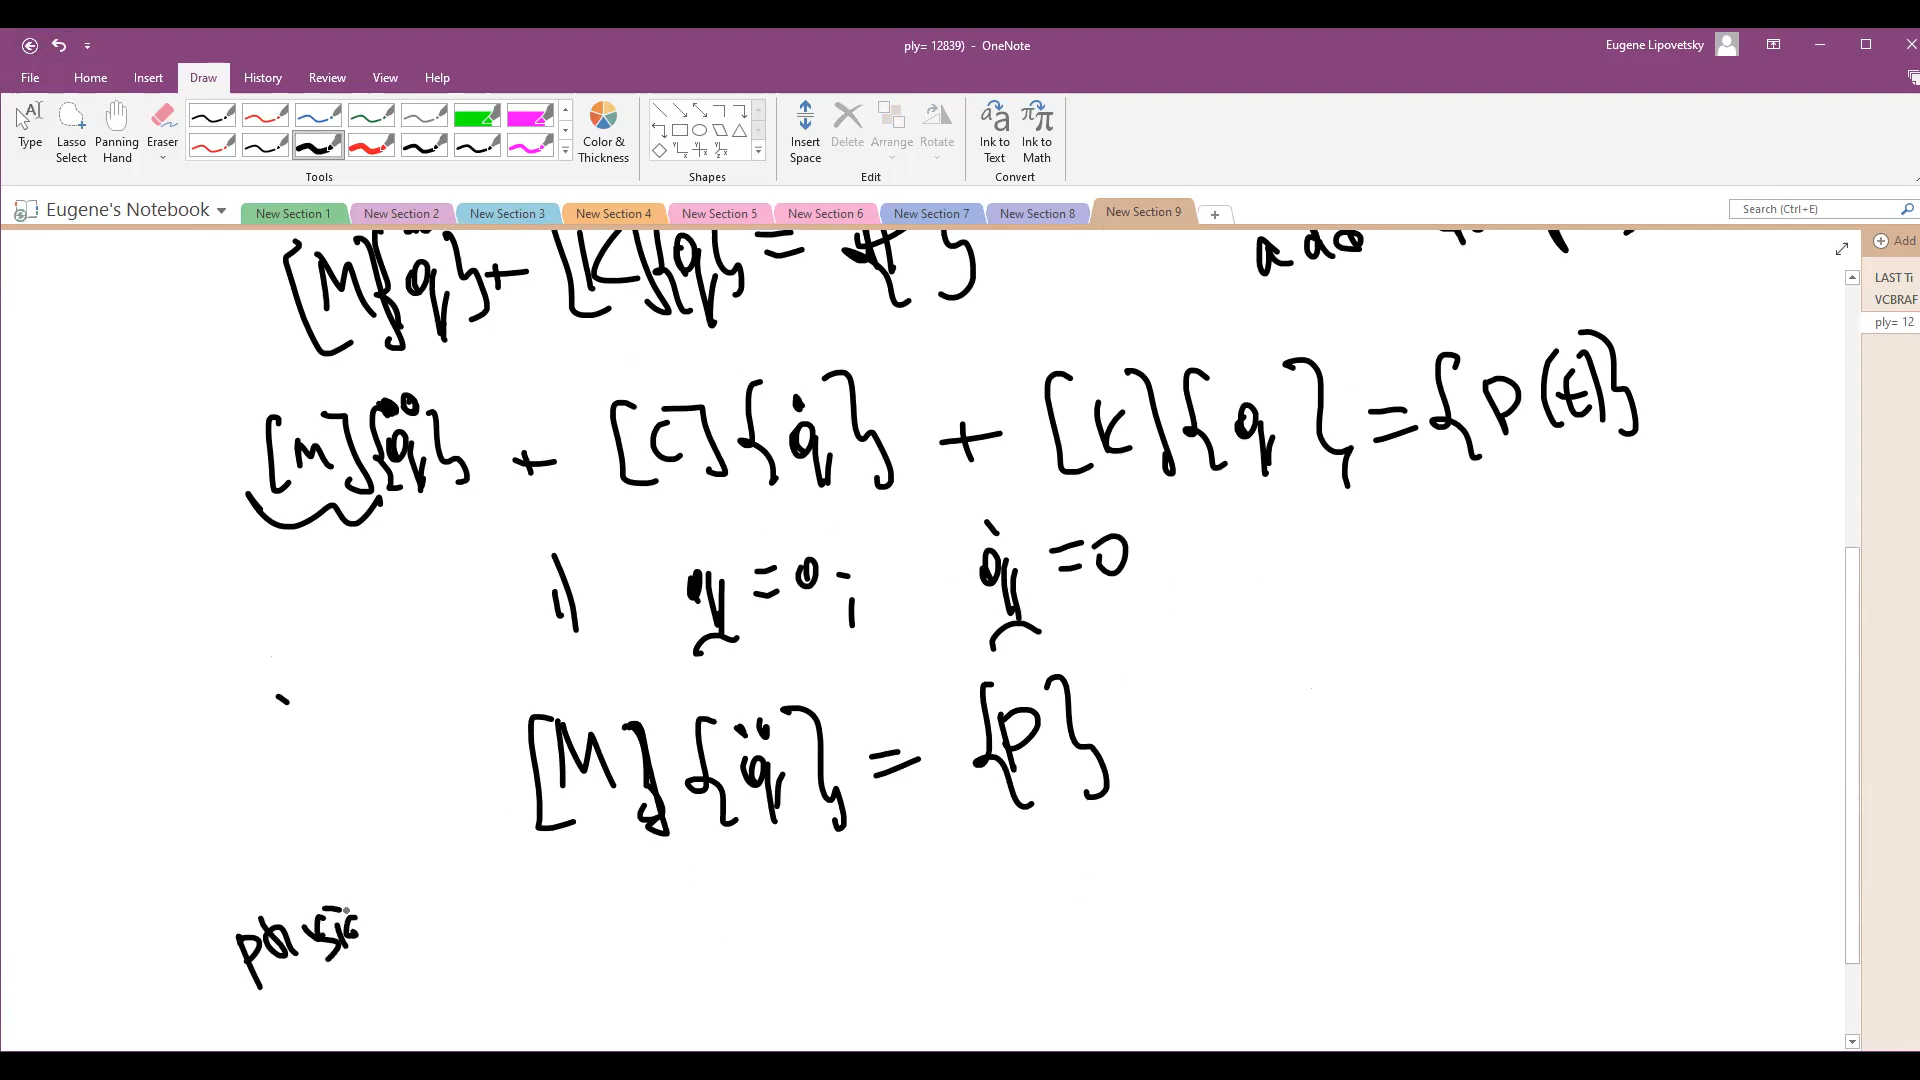 ply= 12839) - OneNote
Eugene Lipovetsky
File Home Insert Draw History Review View Help
Type
Lasso Select
Panning Hand
Eraser
Color & Thickness
Insert Space
Delete
Arrange
Rotate
Ink to Text
Ink to Math
Tools Shapes Edit Convert
Eugene's Notebook
New Section 1 New Section 2 New Section 3 New Section 4 New Section 5 New Section 6 New Section 7 New Section 8 New Section 9 +
Search (Ctrl+E)
Add
LAST Ti
VCBRAF
ply= 12
[M]{q̈} + [K]{q} =
[M]{q̈} + [C]{q̇} + [K]{q} = {P(t)}
1) q = 0; q̇ = 0
[M]{q̈} = {P}